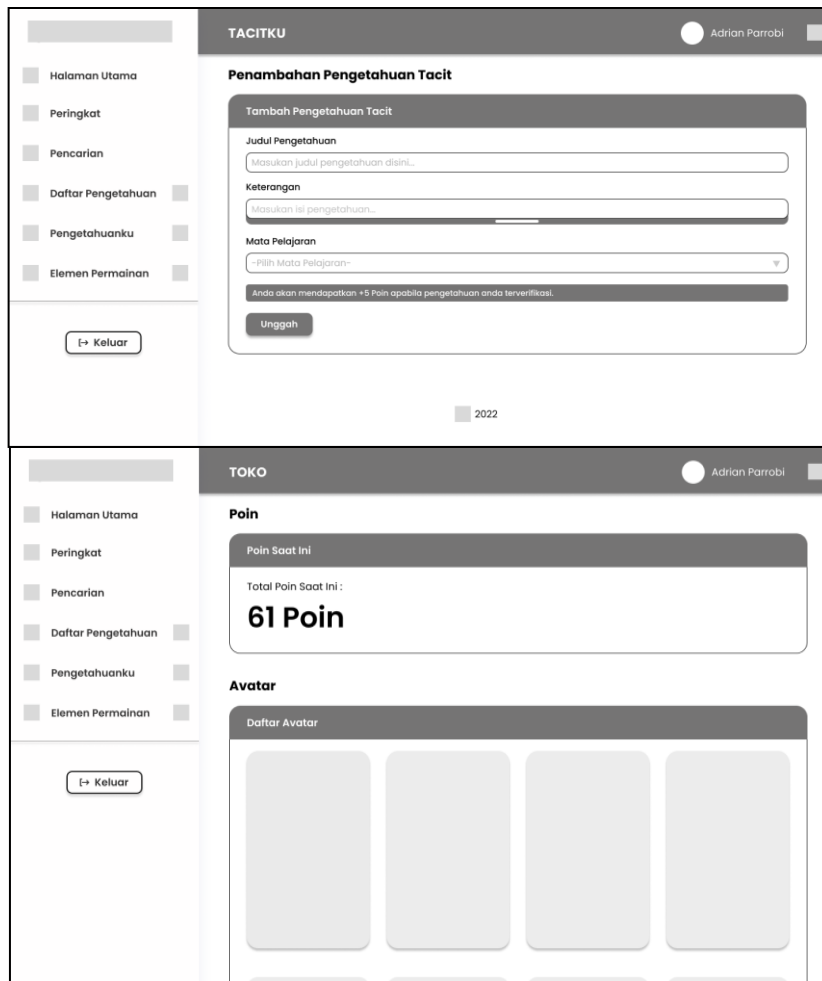 TACITKU
Adrian Parrobi
Halaman Utama
Peringkat
Pencarian
Daftar Pengetahuan
Pengetahuanku
Elemen Permainan
Keluar
Penambahan Pengetahuan Tacit
Tambah Pengetahuan Tacit
Judul Pengetahuan
Masukan judul pengetahuan disini...
Keterangan
Masukan isi pengetahuan...
Mata Pelajaran
-Pilih Mata Pelajaran-
Anda akan mendapatkan +5 Poin apabila pengetahuan anda terverifikasi.
Unggah
2022
TOKO
Adrian Parrobi
Halaman Utama
Peringkat
Pencarian
Daftar Pengetahuan
Pengetahuanku
Elemen Permainan
Keluar
Poin
Poin Saat Ini
Total Poin Saat Ini :
61 Poin
Avatar
Daftar Avatar